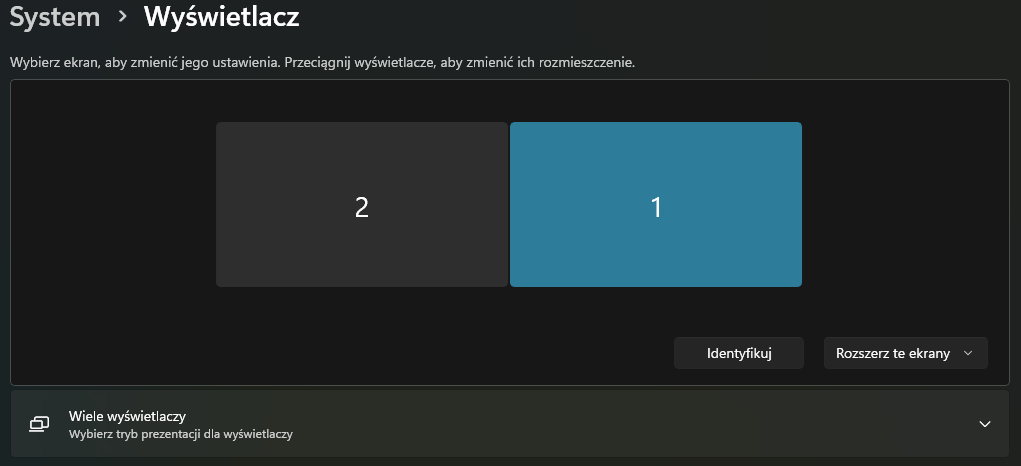 System > Wyświetlacz
Wybierz ekran, aby zmienić jego ustawienia. Przeciągnij wyświetlacze, aby zmienić ich rozmieszczenie.
2
1
Identyfikuj
Rozszerz te ekrany
Wiele wyświetlaczy
Wybierz tryb prezentacji dla wyświetlaczy